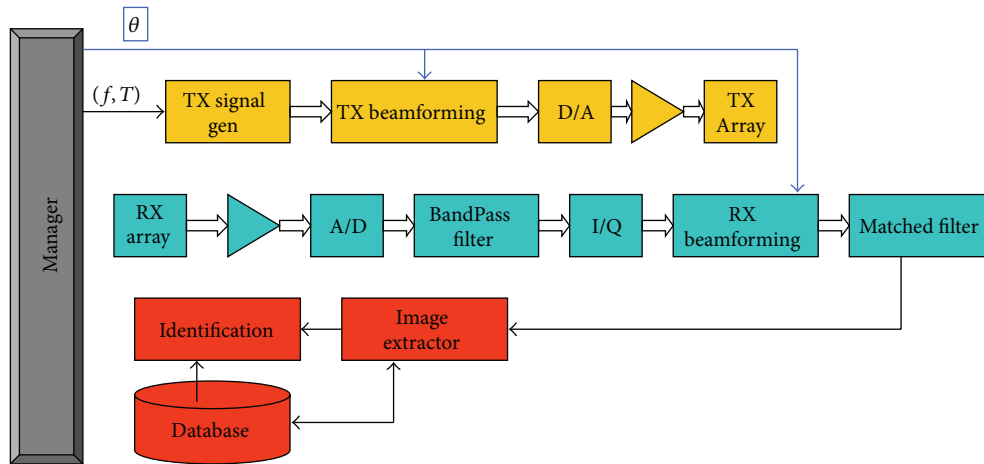 θ
(f, T)
Manager
TX signal
gen
TX beamforming
D/A
TX
Array
RX
array
A/D
BandPass
filter
I/Q
RX
beamforming
Matched filter
Identification
Image
extractor
Database